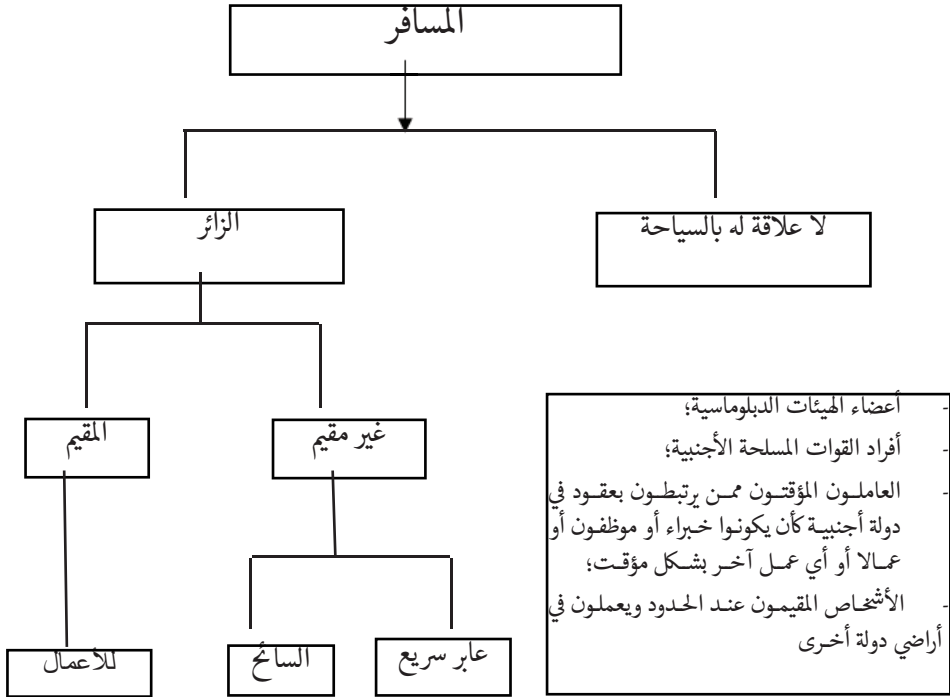 المسافر
لا علاقة له بالسياحة
الزائر
غير مقيم
المقيم
- أعضاء الهيئات الدبلوماسية؛
- أفراد القوات المسلحة الأجنبية؛
- العاملون المؤقتون ممن يرتبطون بعقود في
دولة أجنبية كأن يكونوا خبراء أو موظفون أو
عمالا أو أي عمل آخر بشكل مؤقت؛
- الأشخاص المقيمون عند الحدود ويعملون في
أراضي دولة أخرى
عابر سريع
السائح
للأعمال